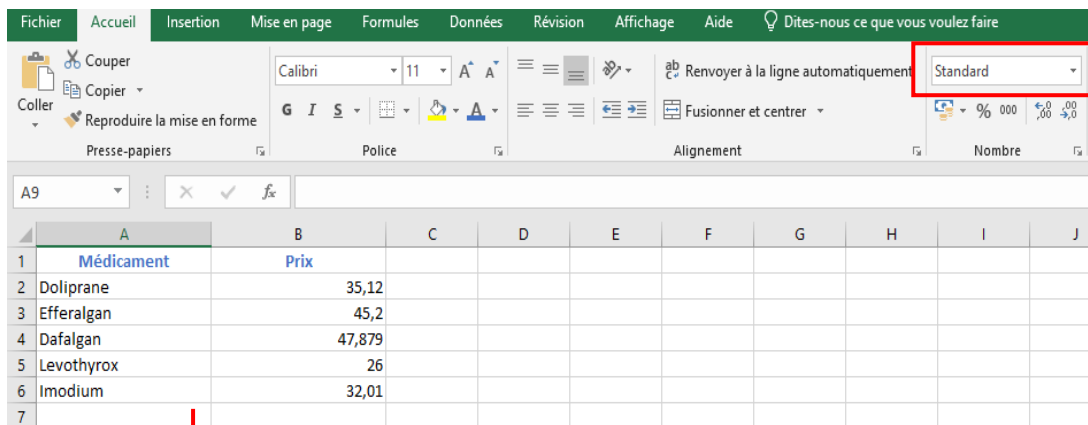 Fichier Accueil Insertion Mise en page Formules Données Révision Affichage Aide Dites-nous ce que vous voulez faire
Couper
Copier
Coller
Reproduire la mise en forme
Presse-papiers
Calibri 11 A A
G I S A
Police
ab Renvoyer à la ligne automatiquement
Fusionner et centrer
Alignement
Standard
% 000 ,00 ,0
Nombre
A9 fx
A B C D E F G H I J
1 Médicament Prix
2 Doliprane 35,12
3 Efferalgan 45,2
4 Dafalgan 47,879
5 Levothyrox 26
6 Imodium 32,01
7